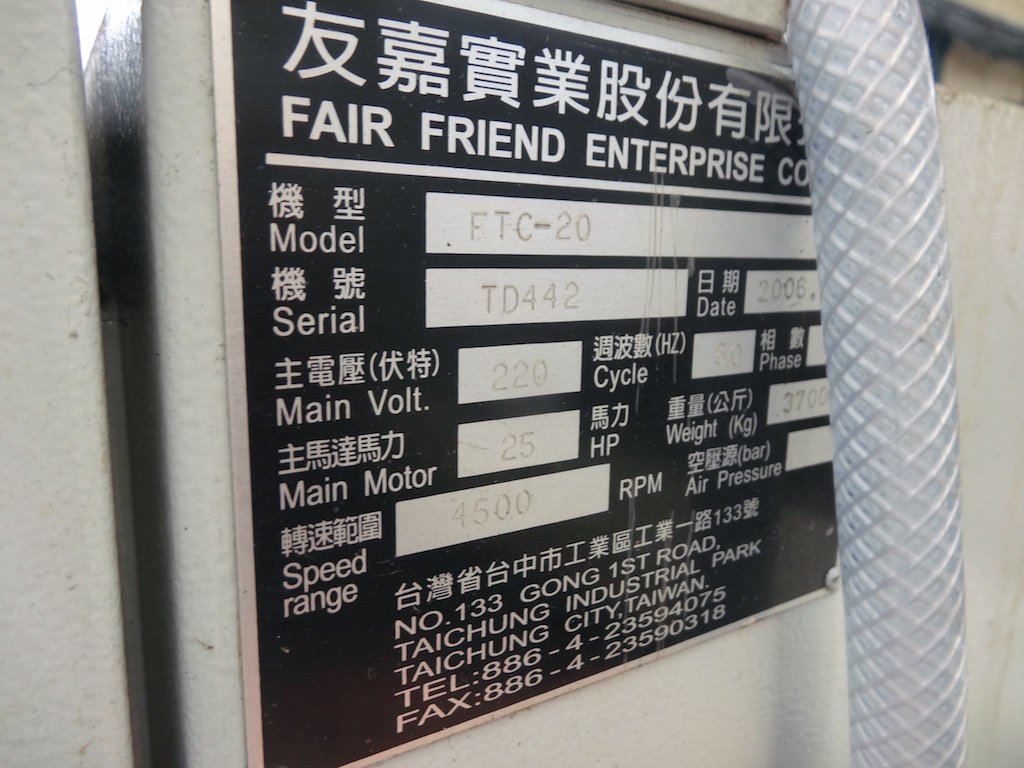 友嘉實業股份有限
FAIR FRIEND ENTERPRISE CO
機型 FTC-20
Model
機號 TD442 日期 2006.
Serial Date
主電壓(伏特) 220 週波數(HZ) 60 相數
Main Volt. Cycle Phase
主馬達馬力 25 馬力 重量(公斤) 3700
Main Motor HP Weight (Kg)
轉速範圍 4500 RPM 空壓源(bar)
Speed range Air Pressure
台灣省台中市工業區工業一路133號
NO.133 GONG 1ST ROAD,
TAICHUNG INDUSTRIAL PARK
TAICHUNG CITY,TAIWAN.
TEL:886-4-23594075
FAX:886-4-23590318